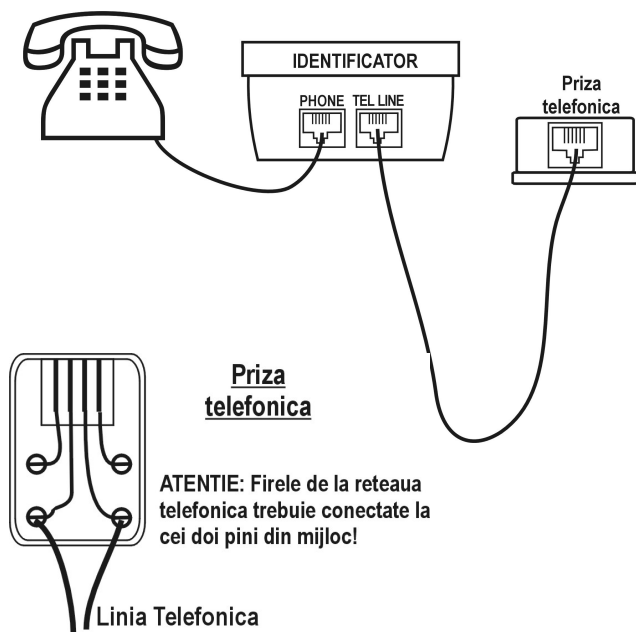 IDENTIFICATOR
PHONE TEL LINE
Priza
telefonica
Priza
telefonica
ATENTIE: Firele de la reteaua
telefonica trebuie conectate la
cei doi pini din mijloc!
Linia Telefonica